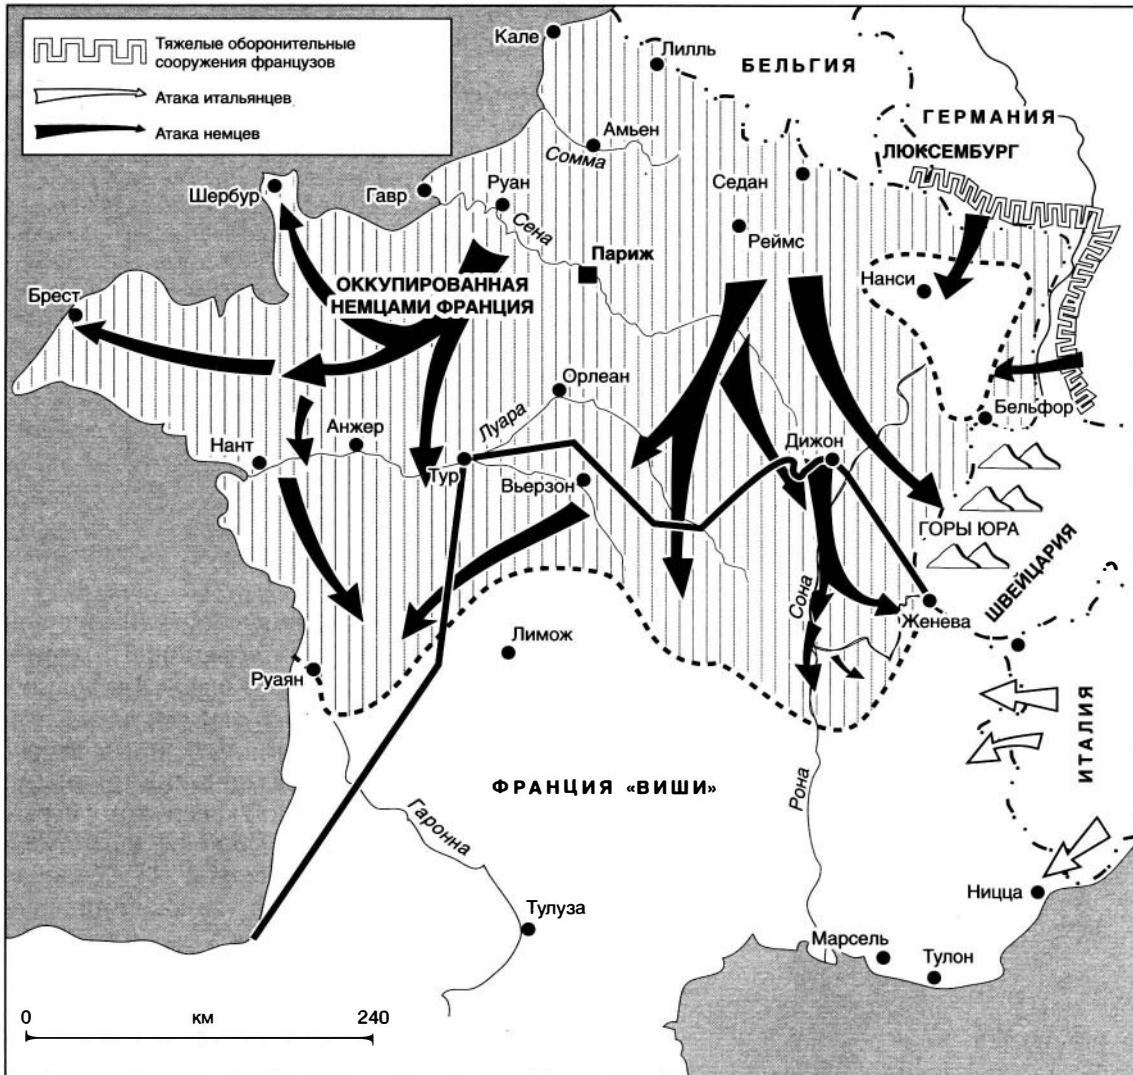 Тяжелые оборонительные
сооружения французов
Атака итальянцев
Атака немцев
Кале
Лилль
БЕЛЬГИЯ
ГЕРМАНИЯ
ЛЮКСЕМБУРГ
Амьен
Сомма
Седан
Шербур
Гавр
Руан
Сена
Реймс
Париж
Нанси
ОККУПИРОВАННАЯ
НЕМЦАМИ ФРАНЦИЯ
Брест
Орлеан
Бельфор
Луара
Анжер
Нант
Тур
Вьерзон
Дижон
ГОРЫ ЮРА
ШВЕЙЦАРИЯ
Сона
Женева
Лимож
Руаян
ИТАЛИЯ
ФРАНЦИЯ «ВИШИ»
Рона
Гаронна
Ницца
Тулуза
Марсель
Тулон
0 км 240